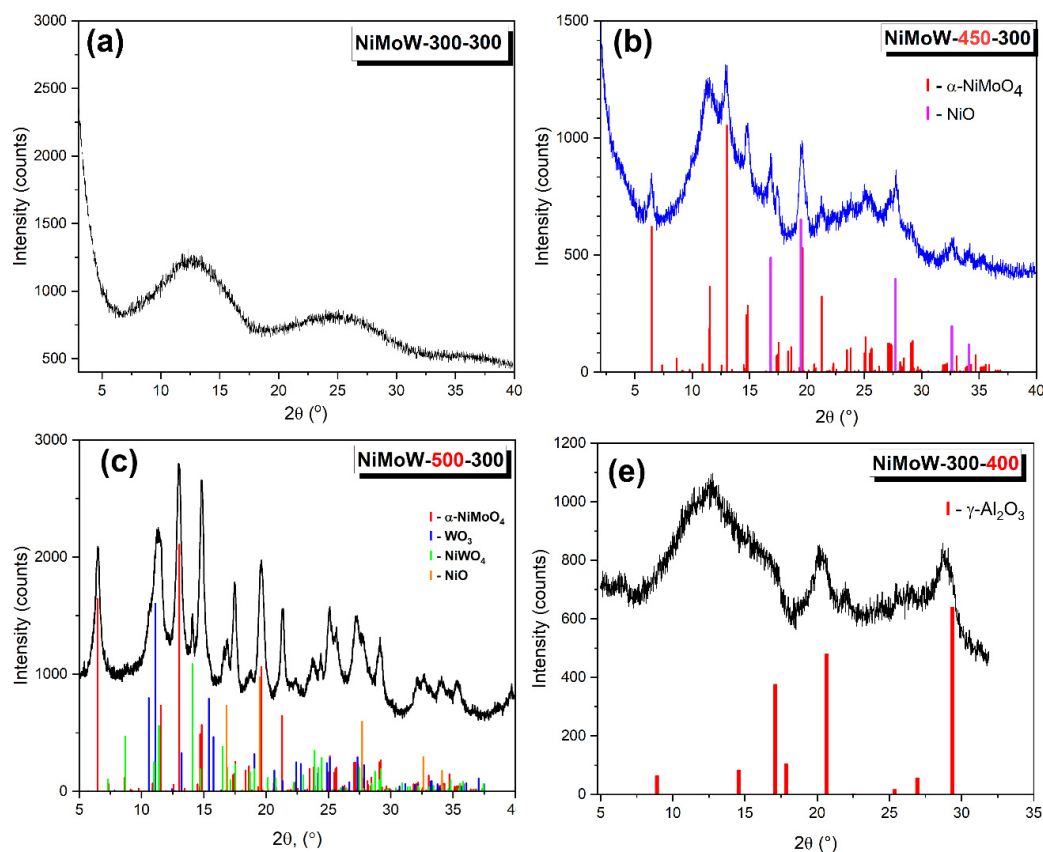 (a)
NiMoW-300-300
3000
2500
2000
1500
1000
500
Intensity (counts)
5 10 15 20 25 30 35 40
2θ (°)
(b)
NiMoW-450-300
- α-NiMoO₄
- NiO
1500
1000
500
0
Intensity (counts)
5 10 15 20 25 30 35 40
2θ (°)
(c)
NiMoW-500-300
- α-NiMoO₄
- WO₃
- NiWO₄
- NiO
3000
2000
1000
0
Intensity (counts)
5 10 15 20 25 30 35 4
2θ, (°)
(e)
NiMoW-300-400
- γ-Al₂O₃
1200
1000
800
600
400
200
0
Intensity (counts)
5 10 15 20 25 30 35
2θ (°)